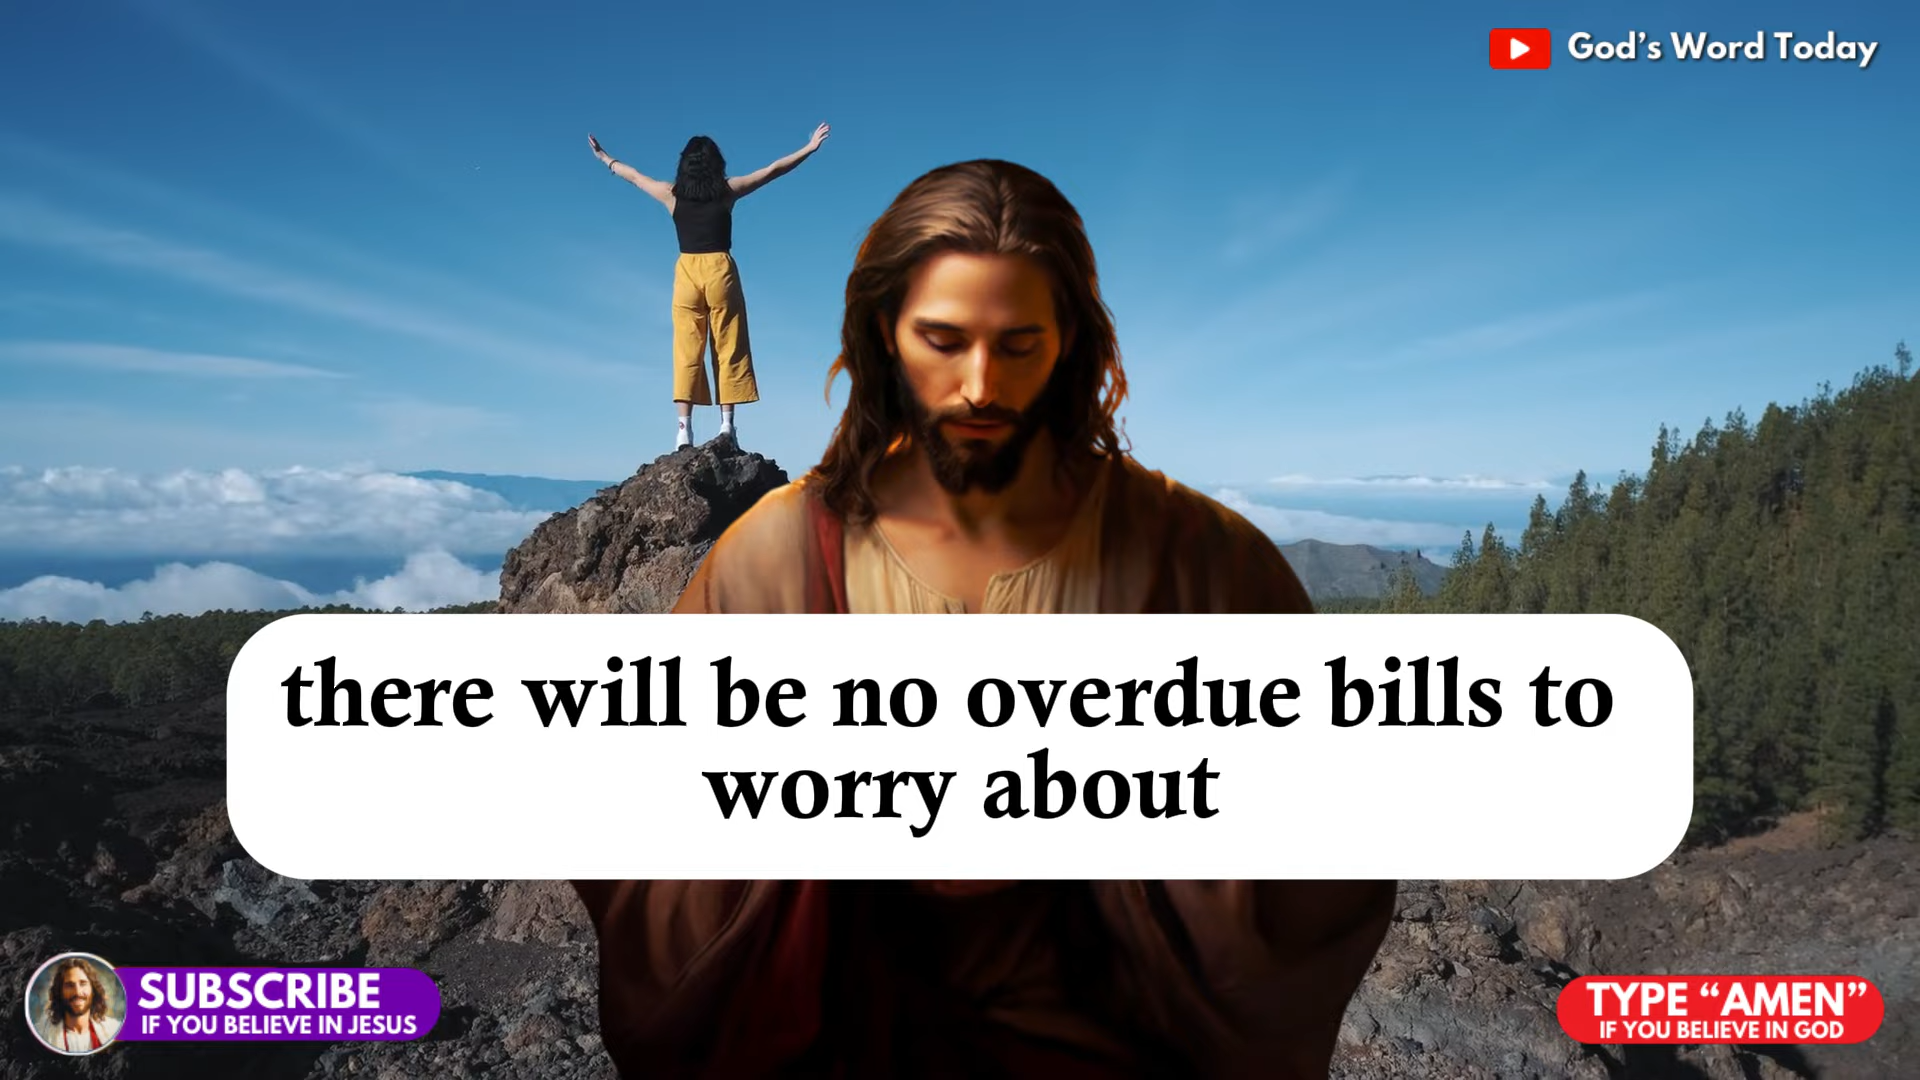 God's Word Today
there will be no overdue bills to
worry about
SUBSCRIBE
IF YOU BELIEVE IN JESUS
TYPE “AMEN”
IF YOU BELIEVE IN GOD